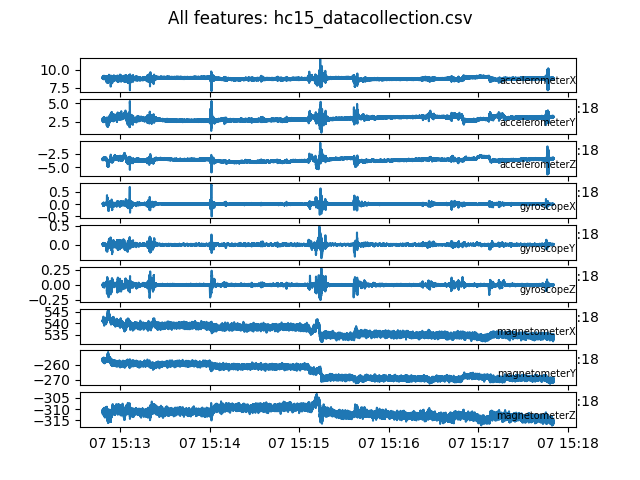 All features: hc15_datacollection.csv
10.0
7.5
accelerometerX
5.0
2.5
accelerometerY
:18
−2.5
−5.0
accelerometerZ
:18
0.5
0.0
−0.5
gyroscopeX
:18
0.5
0.0
gyroscopeY
:18
0.25
0.00
−0.25
gyroscopeZ
:18
545
540
535
magnetometerX
:18
−260
−270
magnetometerY
:18
−305
−310
−315
magnetometerZ
:18
07 15:13 07 15:14 07 15:15 07 15:16 07 15:17 07 15:18